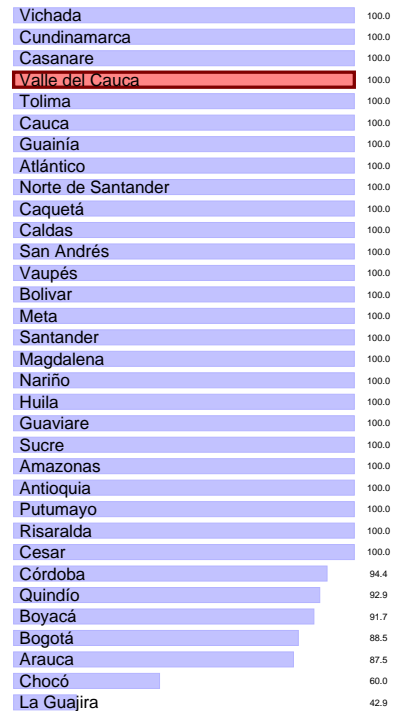 Vichada 100.0
Cundinamarca 100.0
Casanare 100.0
Valle del Cauca 100.0
Tolima 100.0
Cauca 100.0
Guainía 100.0
Atlántico 100.0
Norte de Santander 100.0
Caquetá 100.0
Caldas 100.0
San Andrés 100.0
Vaupés 100.0
Bolivar 100.0
Meta 100.0
Santander 100.0
Magdalena 100.0
Nariño 100.0
Huila 100.0
Guaviare 100.0
Sucre 100.0
Amazonas 100.0
Antioquia 100.0
Putumayo 100.0
Risaralda 100.0
Cesar 100.0
Córdoba 94.4
Quindío 92.9
Boyacá 91.7
Bogotá 88.5
Arauca 87.5
Chocó 60.0
La Guajira 42.9